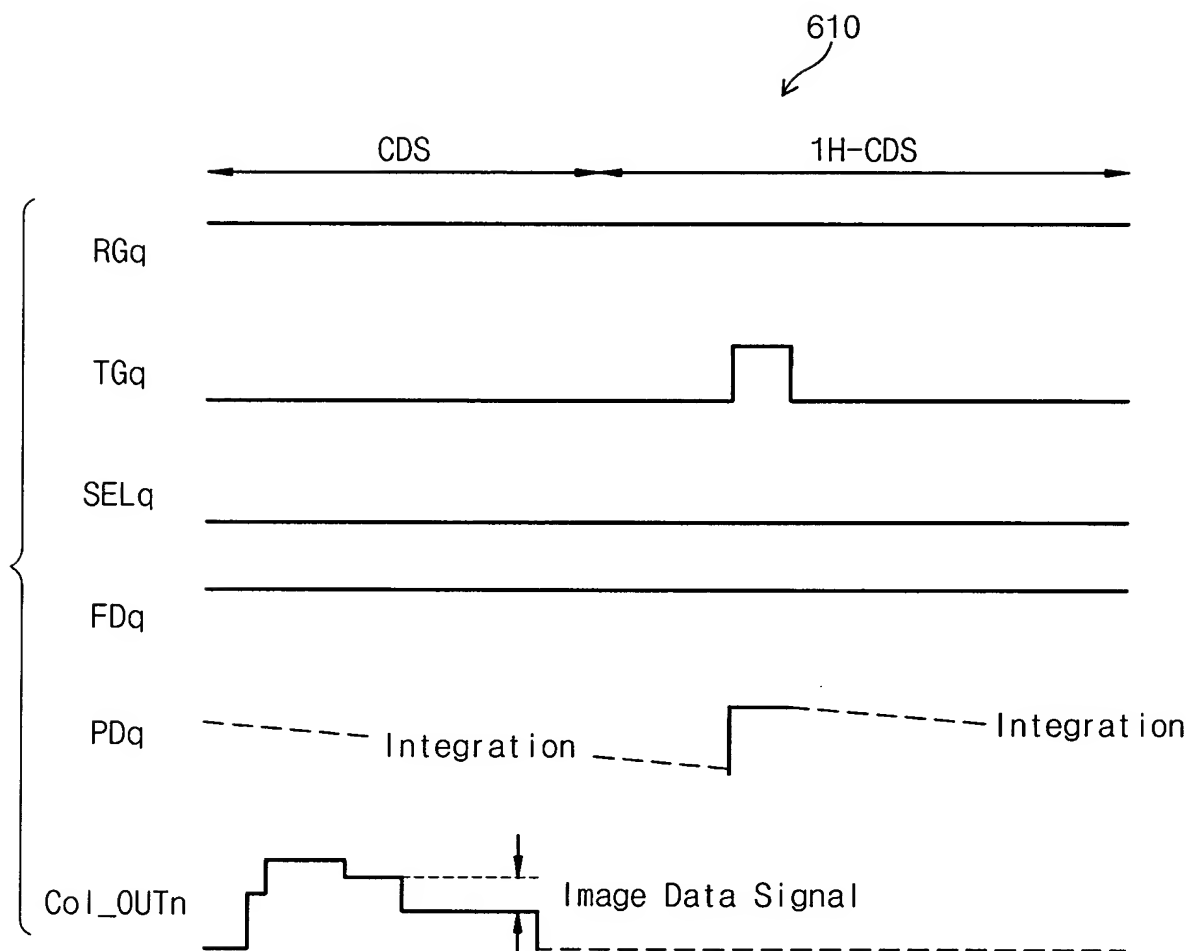 610
CDS
1H-CDS
RGq
TGq
SELq
FDq
PDq
Integration
Integration
Col_OUTn
Image Data Signal